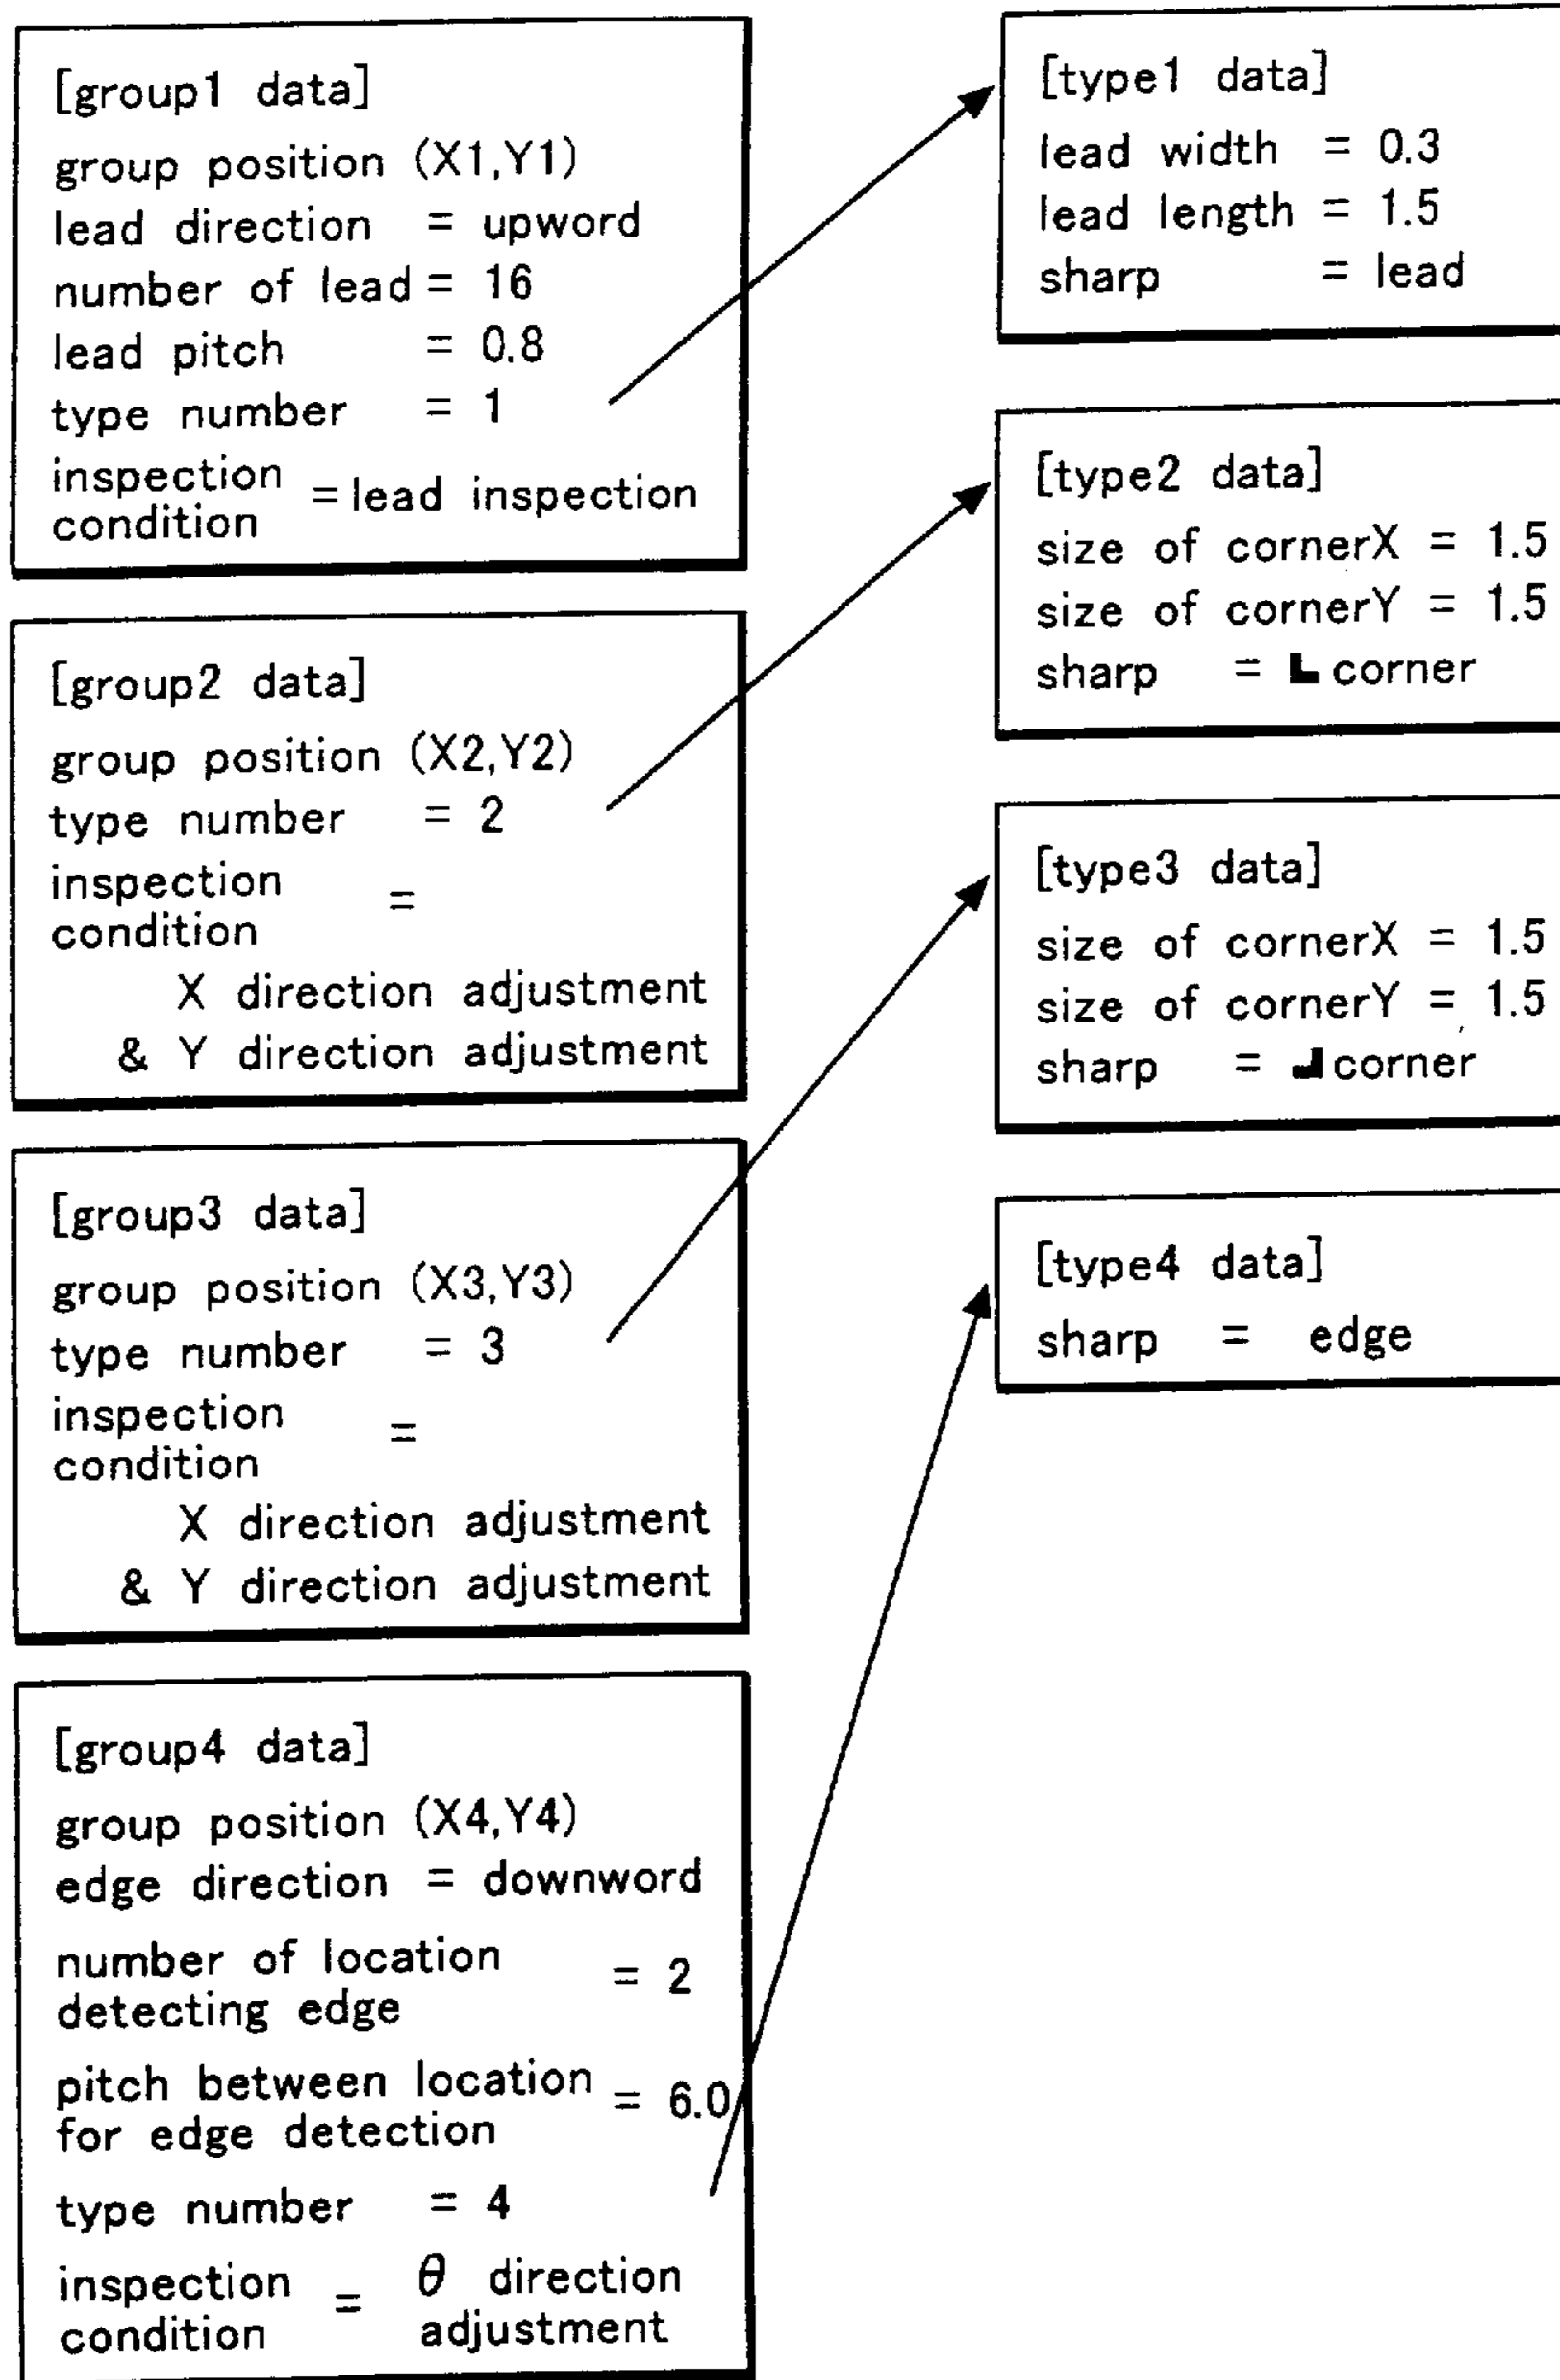 [group1 data]
group position (X1,Y1)
lead direction = upword
number of lead = 16
lead pitch = 0.8
type number = 1
inspection
condition = lead inspection
[group2 data]
group position (X2,Y2)
type number = 2
inspection
condition =
X direction adjustment
& Y direction adjustment
[group3 data]
group position (X3,Y3)
type number = 3
inspection
condition =
X direction adjustment
& Y direction adjustment
[group4 data]
group position (X4,Y4)
edge direction = downword
number of location
detecting edge = 2
pitch between location
for edge detection = 6.0
type number = 4
inspection = θ direction
condition adjustment
[type1 data]
lead width = 0.3
lead length = 1.5
sharp = lead
[type2 data]
size of cornerX = 1.5
size of cornerY = 1.5
sharp = corner
[type3 data]
size of cornerX = 1.5
size of cornerY = 1.5
sharp = corner
[type4 data]
sharp = edge